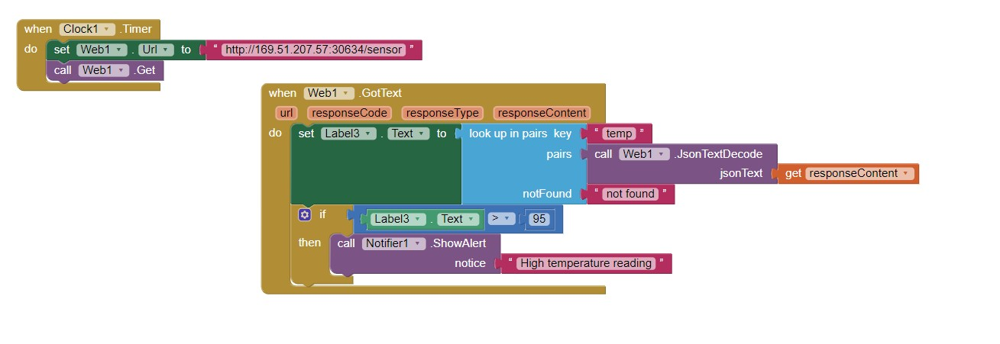 when Clock1 .Timer
do set Web1 . Url to “ http://169.51.207.57:30634/sensor ”
call Web1 .Get
when Web1 .GotText
url responseCode responseType responseContent
do set Label3 . Text to look up in pairs key “ temp ”
pairs call Web1 .JsonTextDecode
jsonText get responseContent
notFound “ not found ”
if Label3 . Text > 95
then call Notifier1 .ShowAlert
notice “ High temperature reading ”